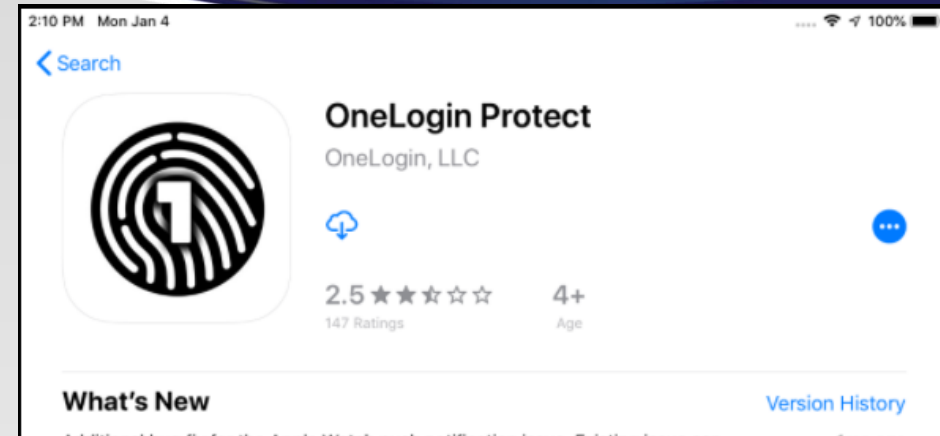 2:10 PM Mon Jan 4
100%
Search
1
OneLogin Protect
OneLogin, LLC
2.5
4+
147 Ratings
Age
What's New
Version History